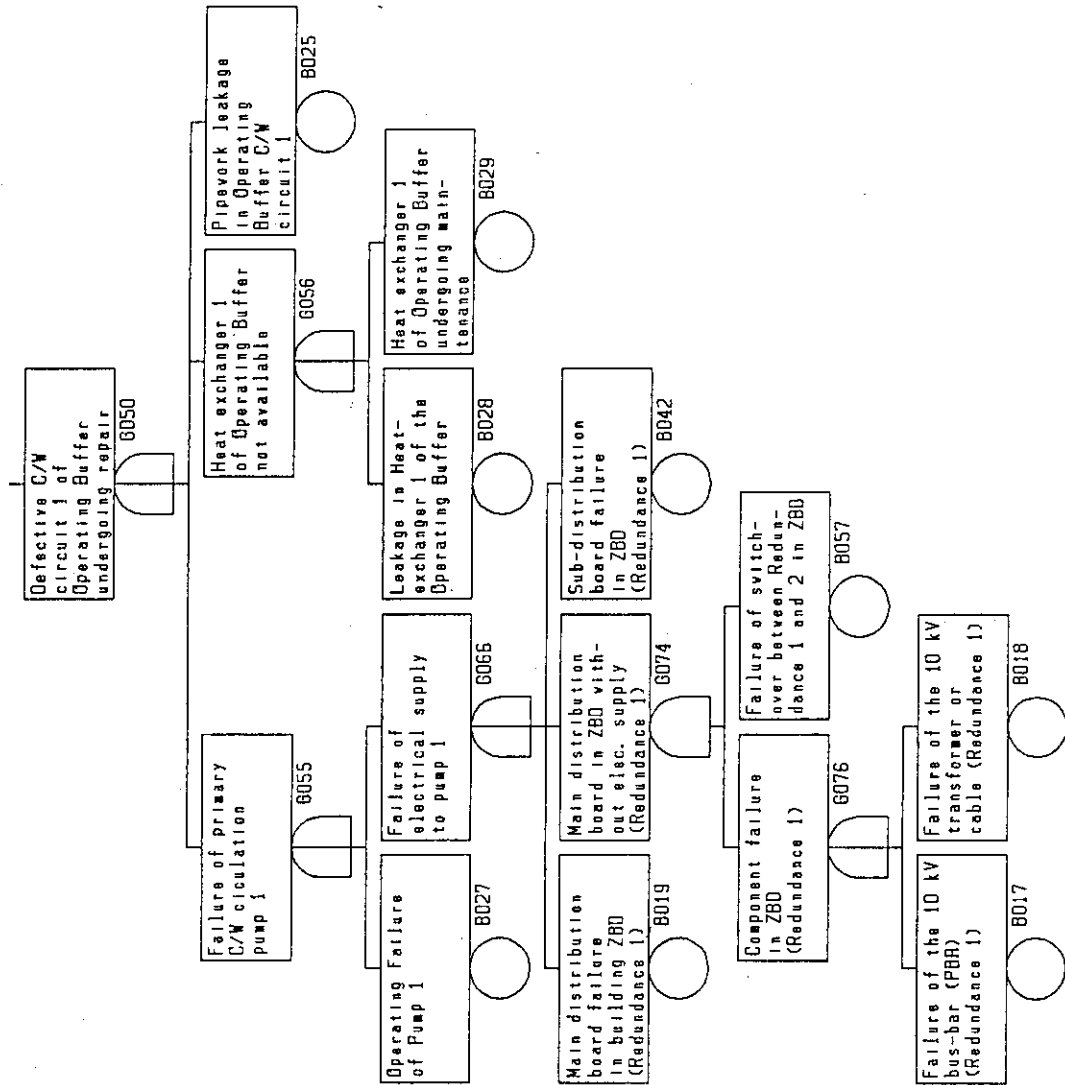 Defective C/W
circuit 1 of
Operating Buffer
undergoing repair
G050
Failure of primary
C/W ciculation
pump 1
G055
Heat exchanger 1
of Operating Buffer
not available
G056
Pipework leakage
in Operating
Buffer C/W
circuit 1
B025
Operating Failure
of Pump 1
B027
Failure of
electrical supply
to pump 1
G066
Leakage in Heat-
exchanger 1 of the
Operating Buffer
B028
Heat exchanger 1
of Operating Buffer
undergoing main-
tenance
B029
Main distribution
board failure
in building ZBD
(Redundance 1)
B019
Main distribution
board in ZBD with-
out elec. supply
(Redundance 1)
G074
Sub-distribution
board failure
in ZBD
(Redundance 1)
B042
Component failure
in ZBD
(Redundance 1)
G076
Failure of switch-
over between Redun-
dance 1 and 2 in ZBD
B057
Failure of the 10 kV
bus-bar (PBA)
(Redundance 1)
B017
Failure of the 10 kV
transformer or
cable (Redundance 1)
B018